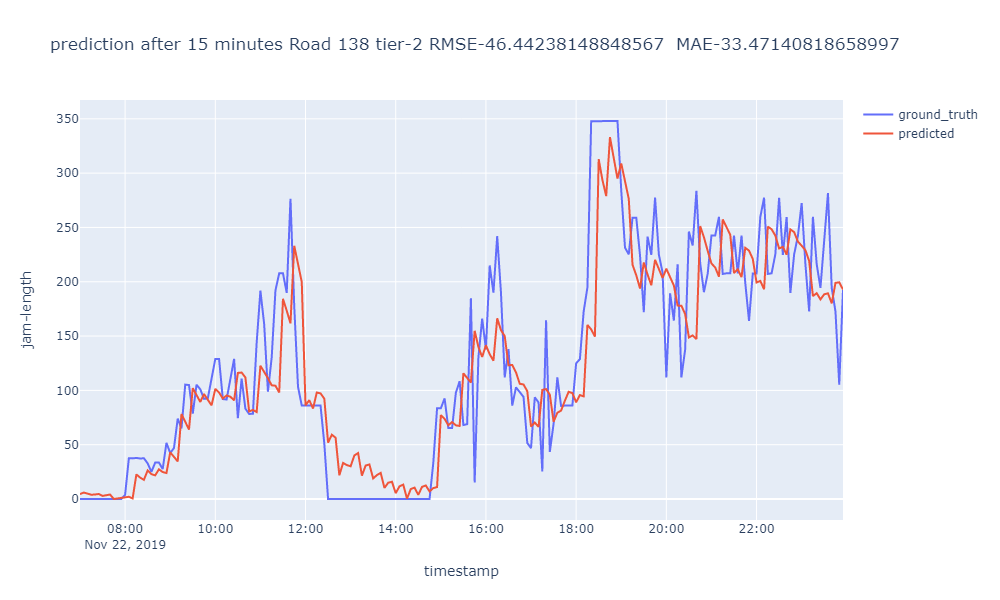 prediction after 15 minutes Road 138 tier-2 RMSE-46.44238148848567  MAE-33.47140818658997
ground_truth
predicted
350
300
250
200
150
100
50
0
jam-length
08:00 10:00 12:00 14:00 16:00 18:00 20:00 22:00
Nov 22, 2019
timestamp